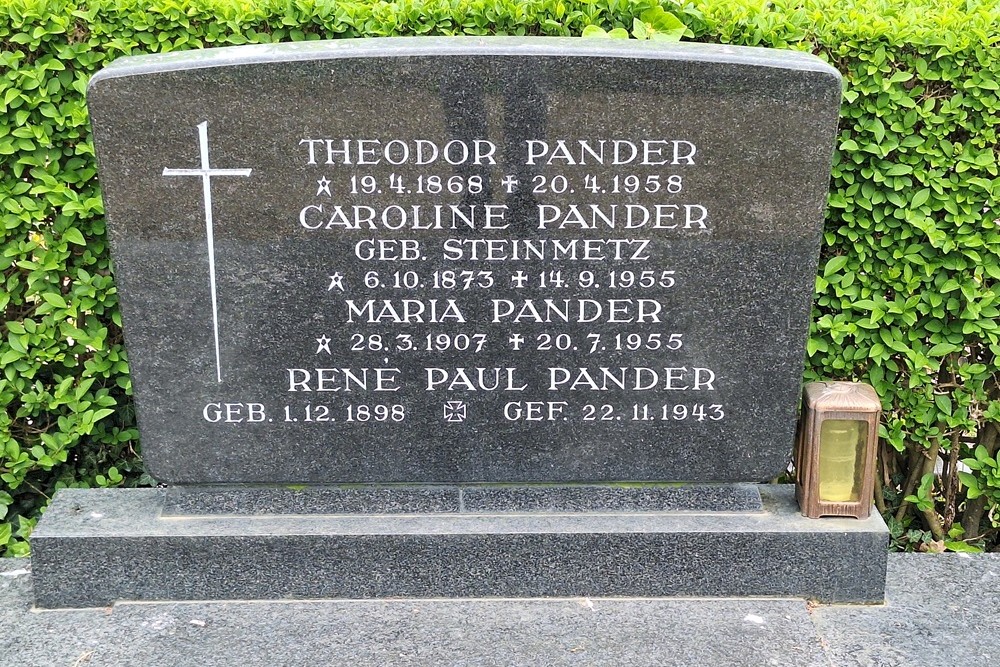 THEODOR PANDER
☆ 19.4.1868 ✝ 20.4.1958
CAROLINE PANDER
GEB. STEINMETZ
☆ 6.10.1873 ✝ 14.9.1955
MARIA PANDER
☆ 28.3.1907 ✝ 20.7.1955
RENÉ PAUL PANDER
GEB. 1.12.1898 ✠ GEF. 22.11.1943